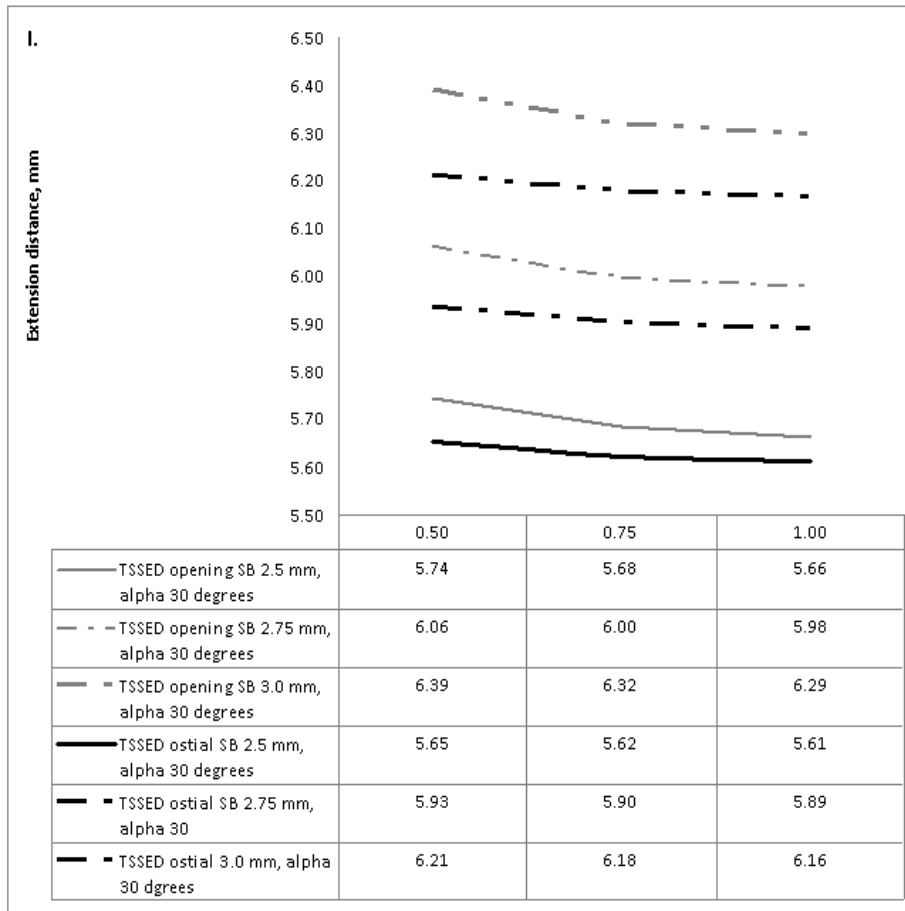 I.
Extension distance, mm
6.50
6.40
6.30
6.20
6.10
6.00
5.90
5.80
5.70
5.60
5.50
0.50 0.75 1.00
TSSED opening SB 2.5 mm, 5.74 5.68 5.66
alpha 30 degrees
TSSED opening SB 2.75 mm, 6.06 6.00 5.98
alpha 30 degrees
TSSED opening SB 3.0 mm, 6.39 6.32 6.29
alpha 30 degrees
TSSED ostial SB 2.5 mm, 5.65 5.62 5.61
alpha 30 degrees
TSSED ostial SB 2.75 mm, 5.93 5.90 5.89
alpha 30
TSSED ostial 3.0 mm, alpha 6.21 6.18 6.16
30 dgrees